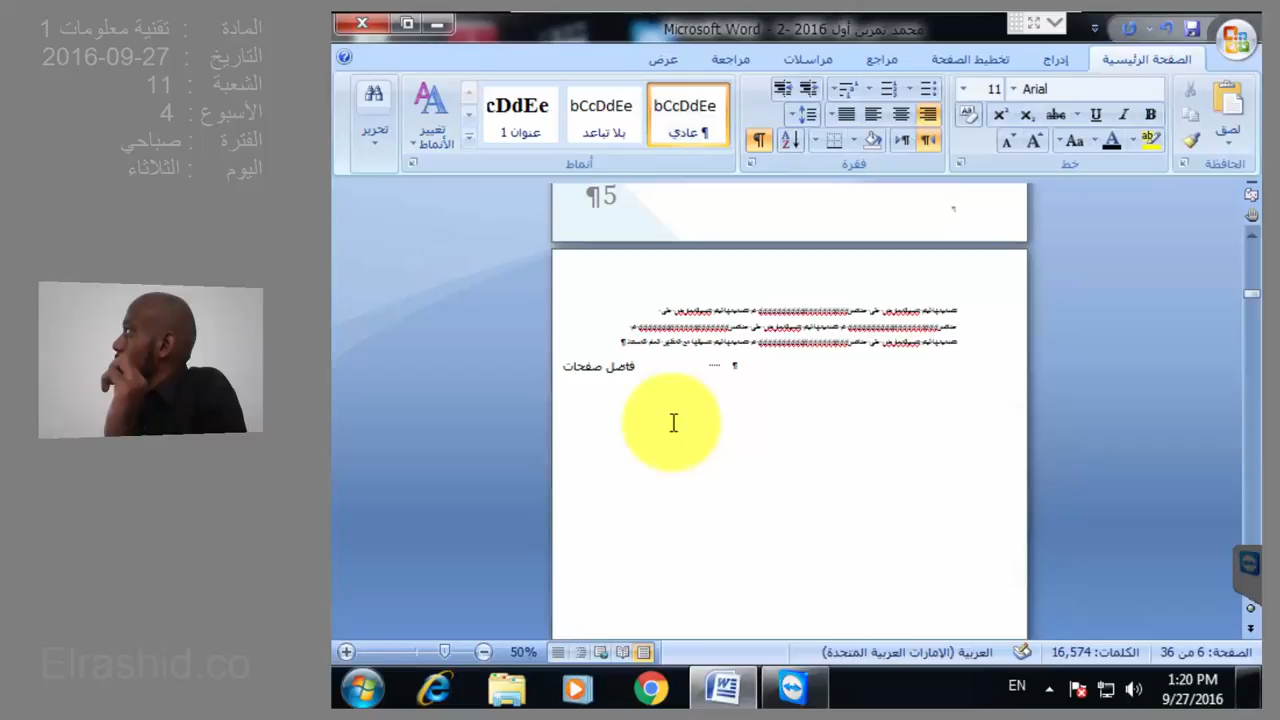 المادة : تقنية معلومات 1
التاريخ : 2016-09-27
الشعبة : 11
الأسبوع : 4
الفترة : صباحي
اليوم : الثلاثاء
Elrashid.co
محمد تمرين أول 2016 -2 - Microsoft Word
الصفحة الرئيسية
إدراج
تخطيط الصفحة
مراجع
مراسلات
مراجعة
عرض
لصق
الحافظة
Arial
11
خط
فقرة
bCcDdEe
عادي ¶
bCcDdEe
بلا تباعد
cDdEe
عنوان 1
تغيير الأنماط
أنماط
تحرير
¶5
فاصل صفحات
الصفحة: 6 من 36
الكلمات: 16,574
العربية (الإمارات العربية المتحدة)
50%
EN
1:20 PM
9/27/2016